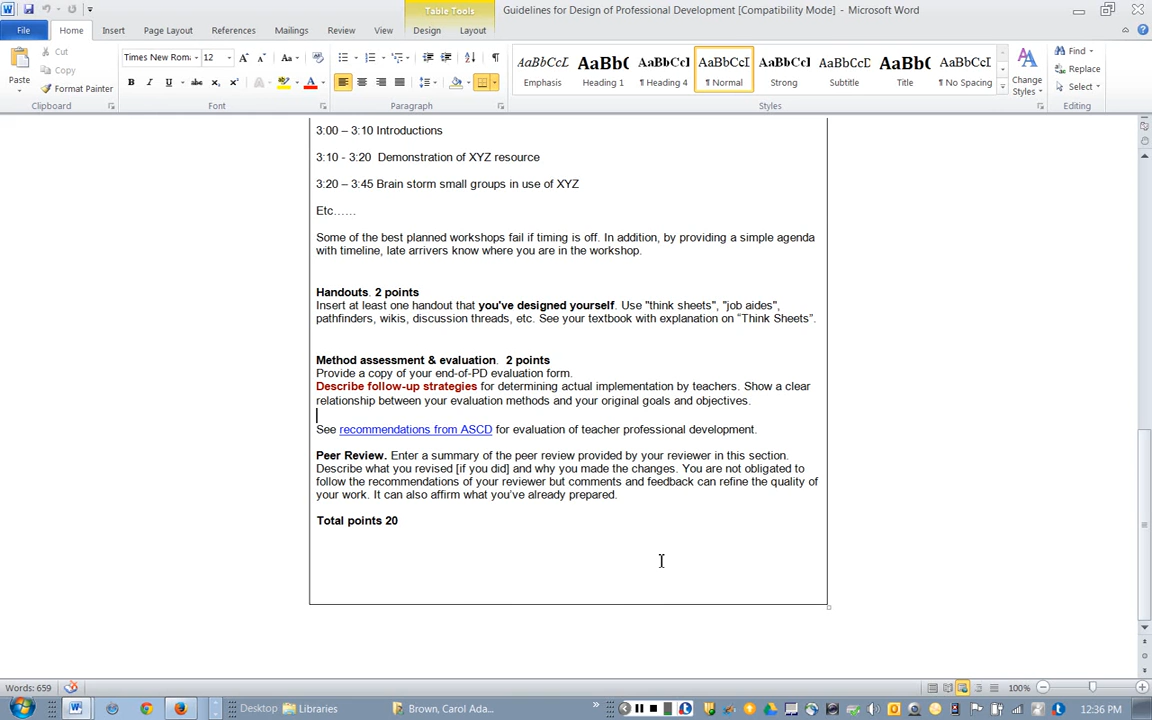 Table Tools
Guidelines for Design of Professional Development [Compatibility Mode] - Microsoft Word
File Home Insert Page Layout References Mailings Review View Design Layout
Paste
Cut
Copy
Format Painter
Clipboard
Times New Roma 12
Font
Paragraph
AaBbCcL AaBbC AaBbCcI AaBbCcI AaBbCcI AaBbCcD AaBbC AaBbCcI
Emphasis Heading 1 ¶ Heading 4 ¶ Normal Strong Subtitle Title ¶ No Spacing
Change Styles
Styles
Find
Replace
Select
Editing
3:00 – 3:10 Introductions
3:10 - 3:20 Demonstration of XYZ resource
3:20 – 3:45 Brain storm small groups in use of XYZ
Etc......
Some of the best planned workshops fail if timing is off. In addition, by providing a simple agenda
with timeline, late arrivers know where you are in the workshop.
Handouts. 2 points
Insert at least one handout that you've designed yourself. Use "think sheets", "job aides",
pathfinders, wikis, discussion threads, etc. See your textbook with explanation on “Think Sheets”.
Method assessment & evaluation. 2 points
Provide a copy of your end-of-PD evaluation form.
Describe follow-up strategies for determining actual implementation by teachers. Show a clear
relationship between your evaluation methods and your original goals and objectives.
See recommendations from ASCD for evaluation of teacher professional development.
Peer Review. Enter a summary of the peer review provided by your reviewer in this section.
Describe what you revised [if you did] and why you made the changes. You are not obligated to
follow the recommendations of your reviewer but comments and feedback can refine the quality of
your work. It can also affirm what you’ve already prepared.
Total points 20
Words: 659
100%
Desktop
Libraries
Brown, Carol Ada...
12:36 PM